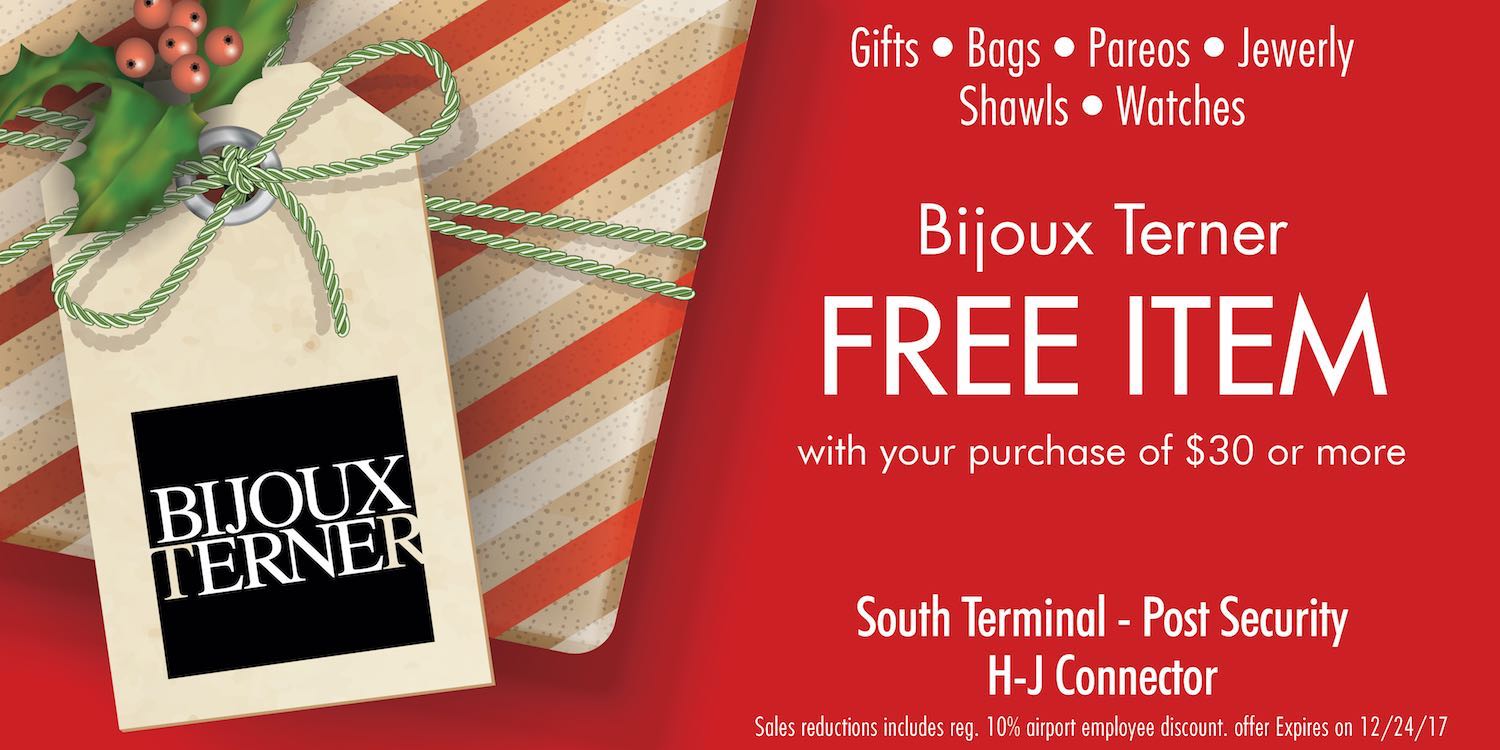 Gifts • Bags • Pareos • Jewerly
Shawls • Watches
Bijoux Terner
FREE ITEM
with your purchase of $30 or more
BIJOUX
TERNER
South Terminal - Post Security
H-J Connector
Sales reductions includes reg. 10% airport employee discount. offer Expires on 12/24/17